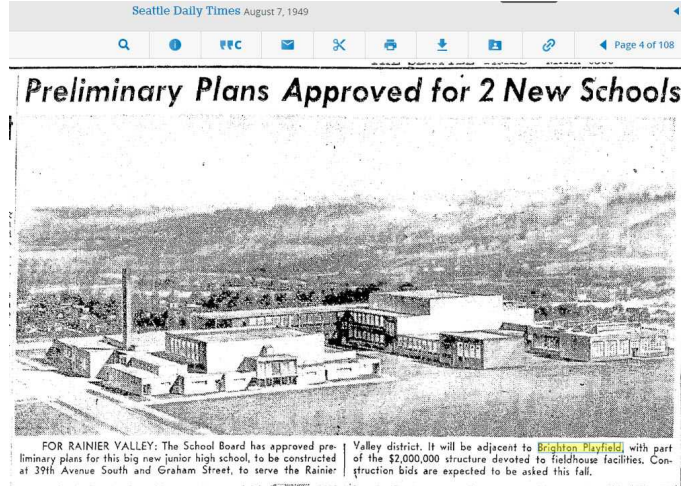 Seattle Daily Times August 7, 1949
Page 4 of 108
Preliminary Plans Approved for 2 New Schools
FOR RAINIER VALLEY: The School Board has approved pre-
liminary plans for this big new junior high school, to be constructed
at 39th Avenue South and Graham Street, to serve the Rainier
Valley district. It will be adjacent to Brighton Playfield, with part
of the $2,000,000 structure devoted to fieldhouse facilities. Con-
struction bids are expected to be asked this fall.